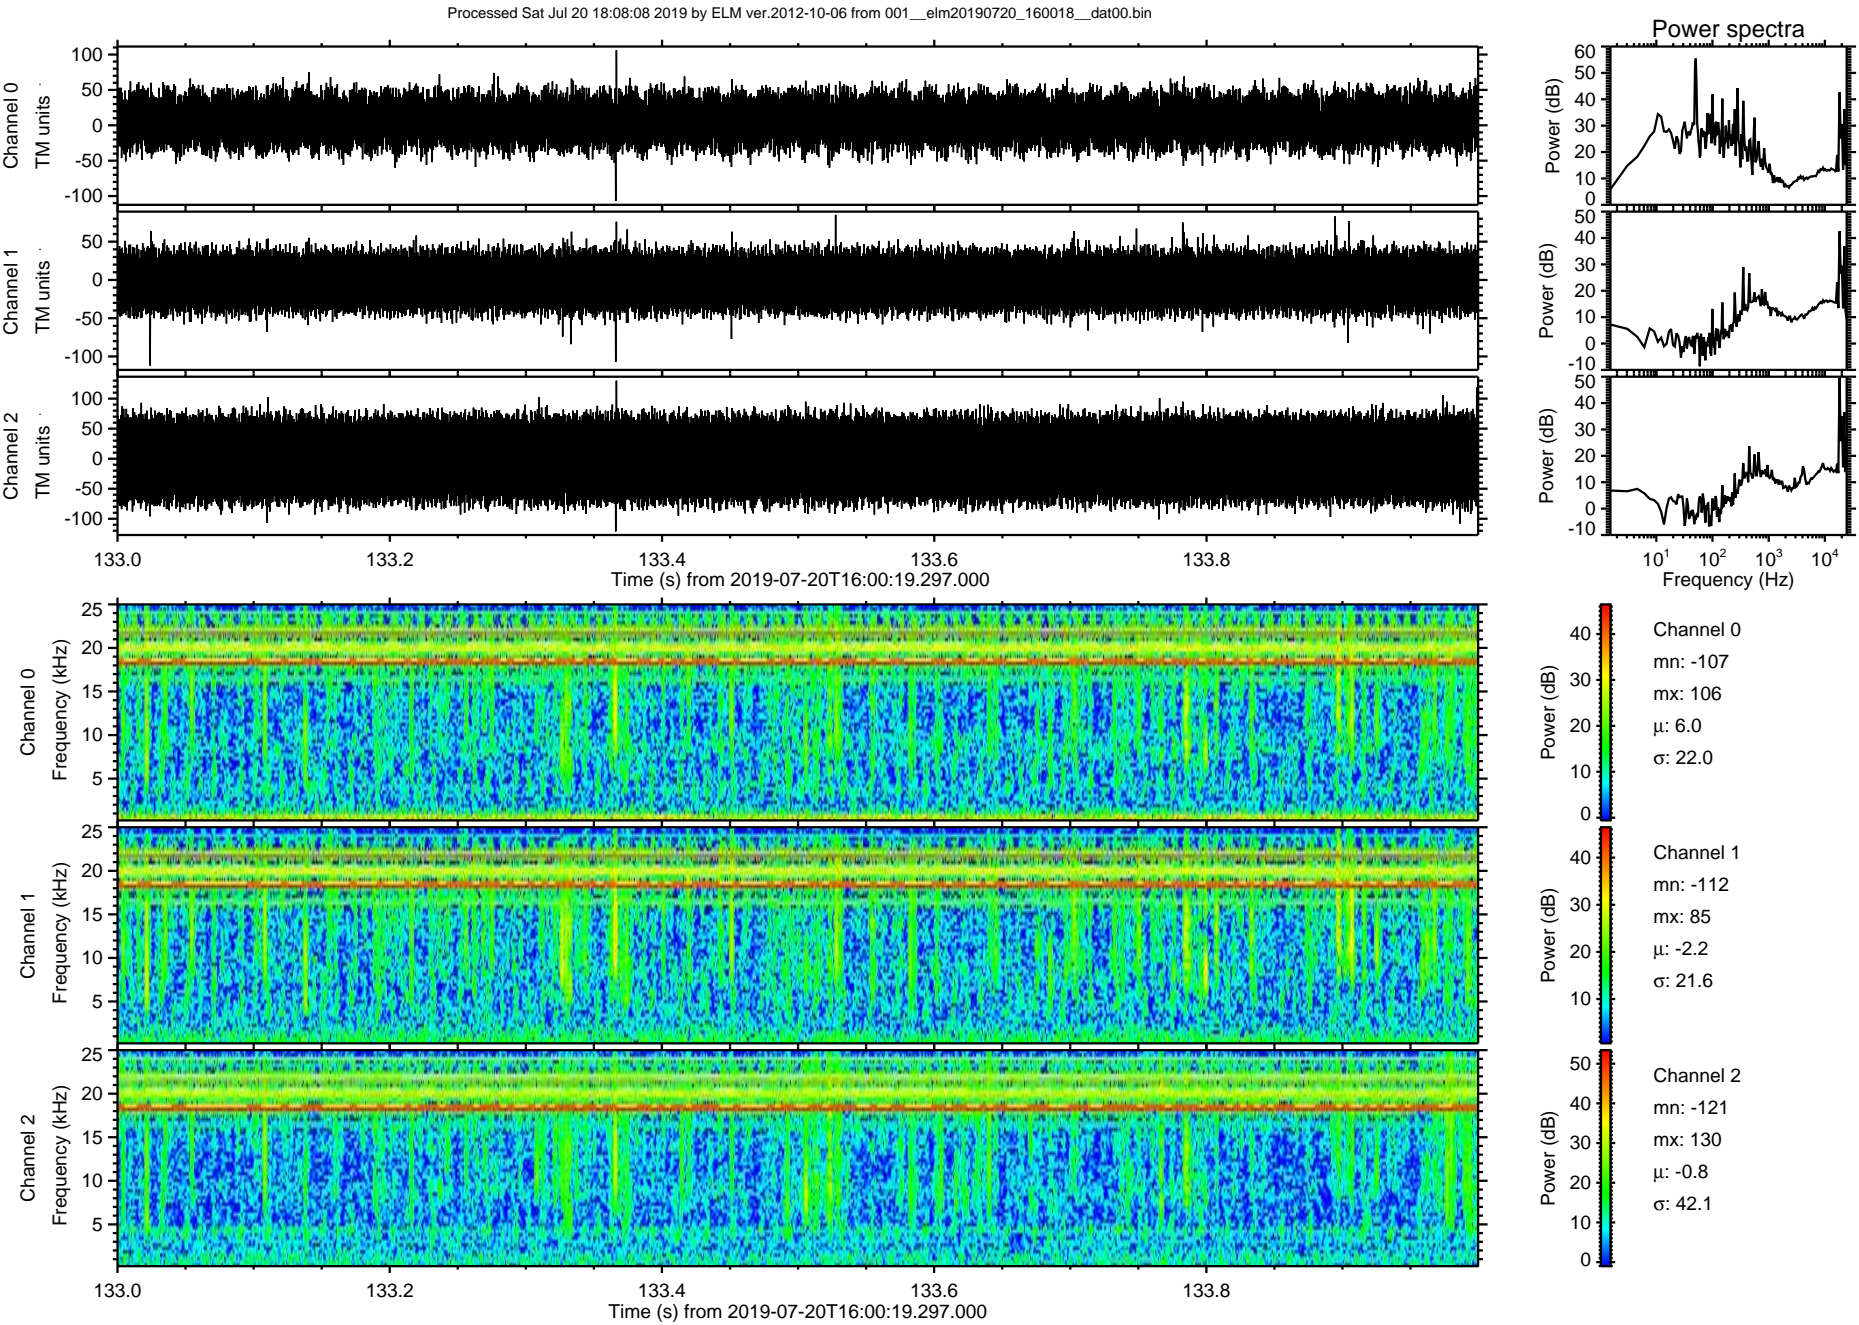 Processed Sat Jul 20 18:08:08 2019 by ELM ver.2012-10-06 from 001__elm20190720_160018__dat00.bin
Power spectra
Channel 0
TM units
100
50
0
-50
-100
Power (dB)
60
50
40
30
20
10
0
Channel 1
TM units
50
0
-50
-100
Power (dB)
50
40
30
20
10
0
-10
Channel 2
TM units
100
50
0
-50
-100
Power (dB)
50
40
30
20
10
0
-10
133.0 133.2 133.4 133.6 133.8
Time (s) from 2019-07-20T16:00:19.297.000
10¹ 10² 10³ 10⁴
Frequency (Hz)
Channel 0
Frequency (kHz)
25
20
15
10
5
Power (dB)
40
30
20
10
0
Channel 0
mn: -107
mx: 106
μ: 6.0
σ: 22.0
Channel 1
Frequency (kHz)
25
20
15
10
5
Power (dB)
40
30
20
10
Channel 1
mn: -112
mx: 85
μ: -2.2
σ: 21.6
Channel 2
Frequency (kHz)
25
20
15
10
5
Power (dB)
50
40
30
20
10
0
Channel 2
mn: -121
mx: 130
μ: -0.8
σ: 42.1
133.0 133.2 133.4 133.6 133.8
Time (s) from 2019-07-20T16:00:19.297.000